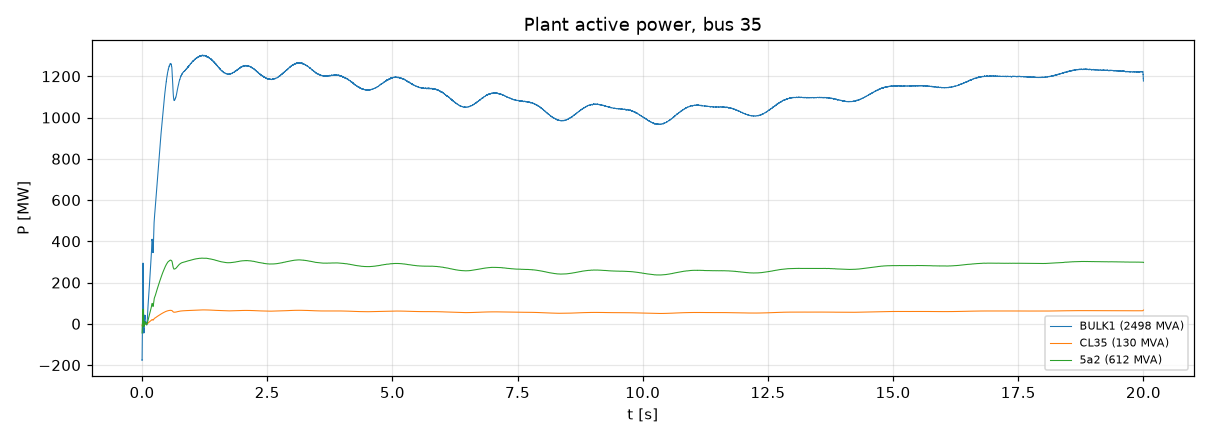 Plant active power, bus 35
P [MW]
1200
1000
800
600
400
200
0
−200
0.0 2.5 5.0 7.5 10.0 12.5 15.0 17.5 20.0
t [s]
BULK1 (2498 MVA)
CL35 (130 MVA)
5a2 (612 MVA)